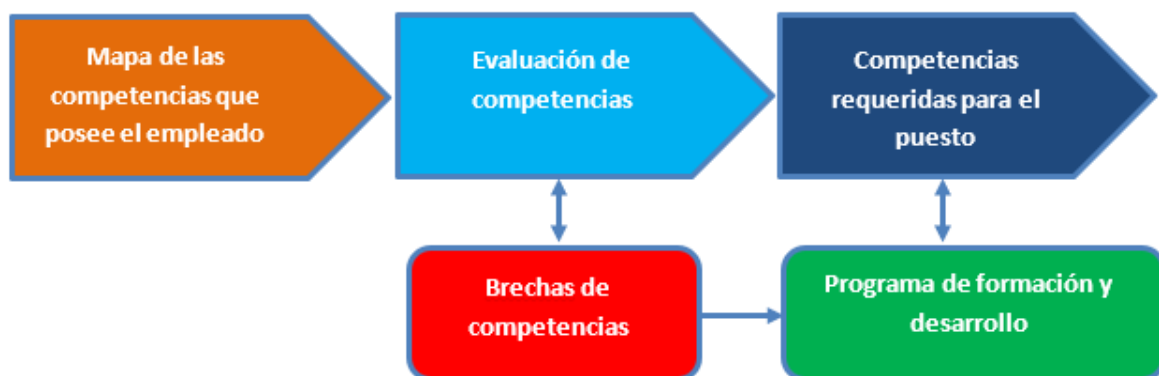 Mapa de las
competencias que
posee el empleado
Evaluación de
competencias
Competencias
requeridas para el
puesto
Brechas de
competencias
Programa de formación y
desarrollo